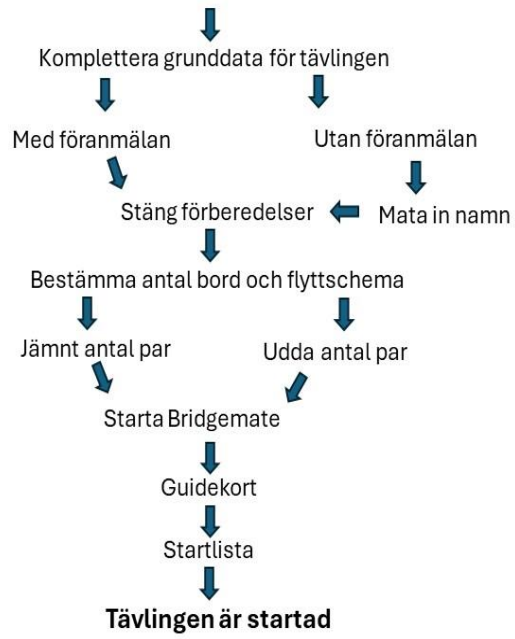 Komplettera grunddata för tävlingen
Med föranmälan
Utan föranmälan
Stäng förberedelser
Mata in namn
Bestämma antal bord och flyttschema
Jämnt antal par
Udda antal par
Starta Bridgemate
Guidekort
Startlista
Tävlingen är startad